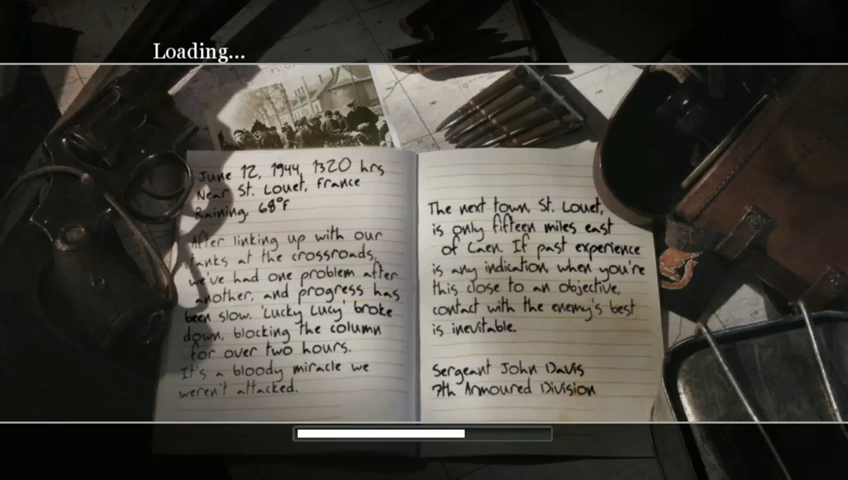 Loading...
June 12, 1944, 1320 hrs
Near St. Louet, France
Raining, 68°F
After linking up with our
tanks at the crossroads,
we've had one problem after
another, and progress has
been slow. 'Lucky Lucy' broke
down, blocking the column
for over two hours.
It's a bloody miracle we
weren't attacked.
The next town, St. Louet,
is only fifteen miles east
of Caen. If past experience
is any indication when you're
this close to an objective,
contact with the enemy's best
is inevitable.
Sergeant John Davis
7th Armoured Division